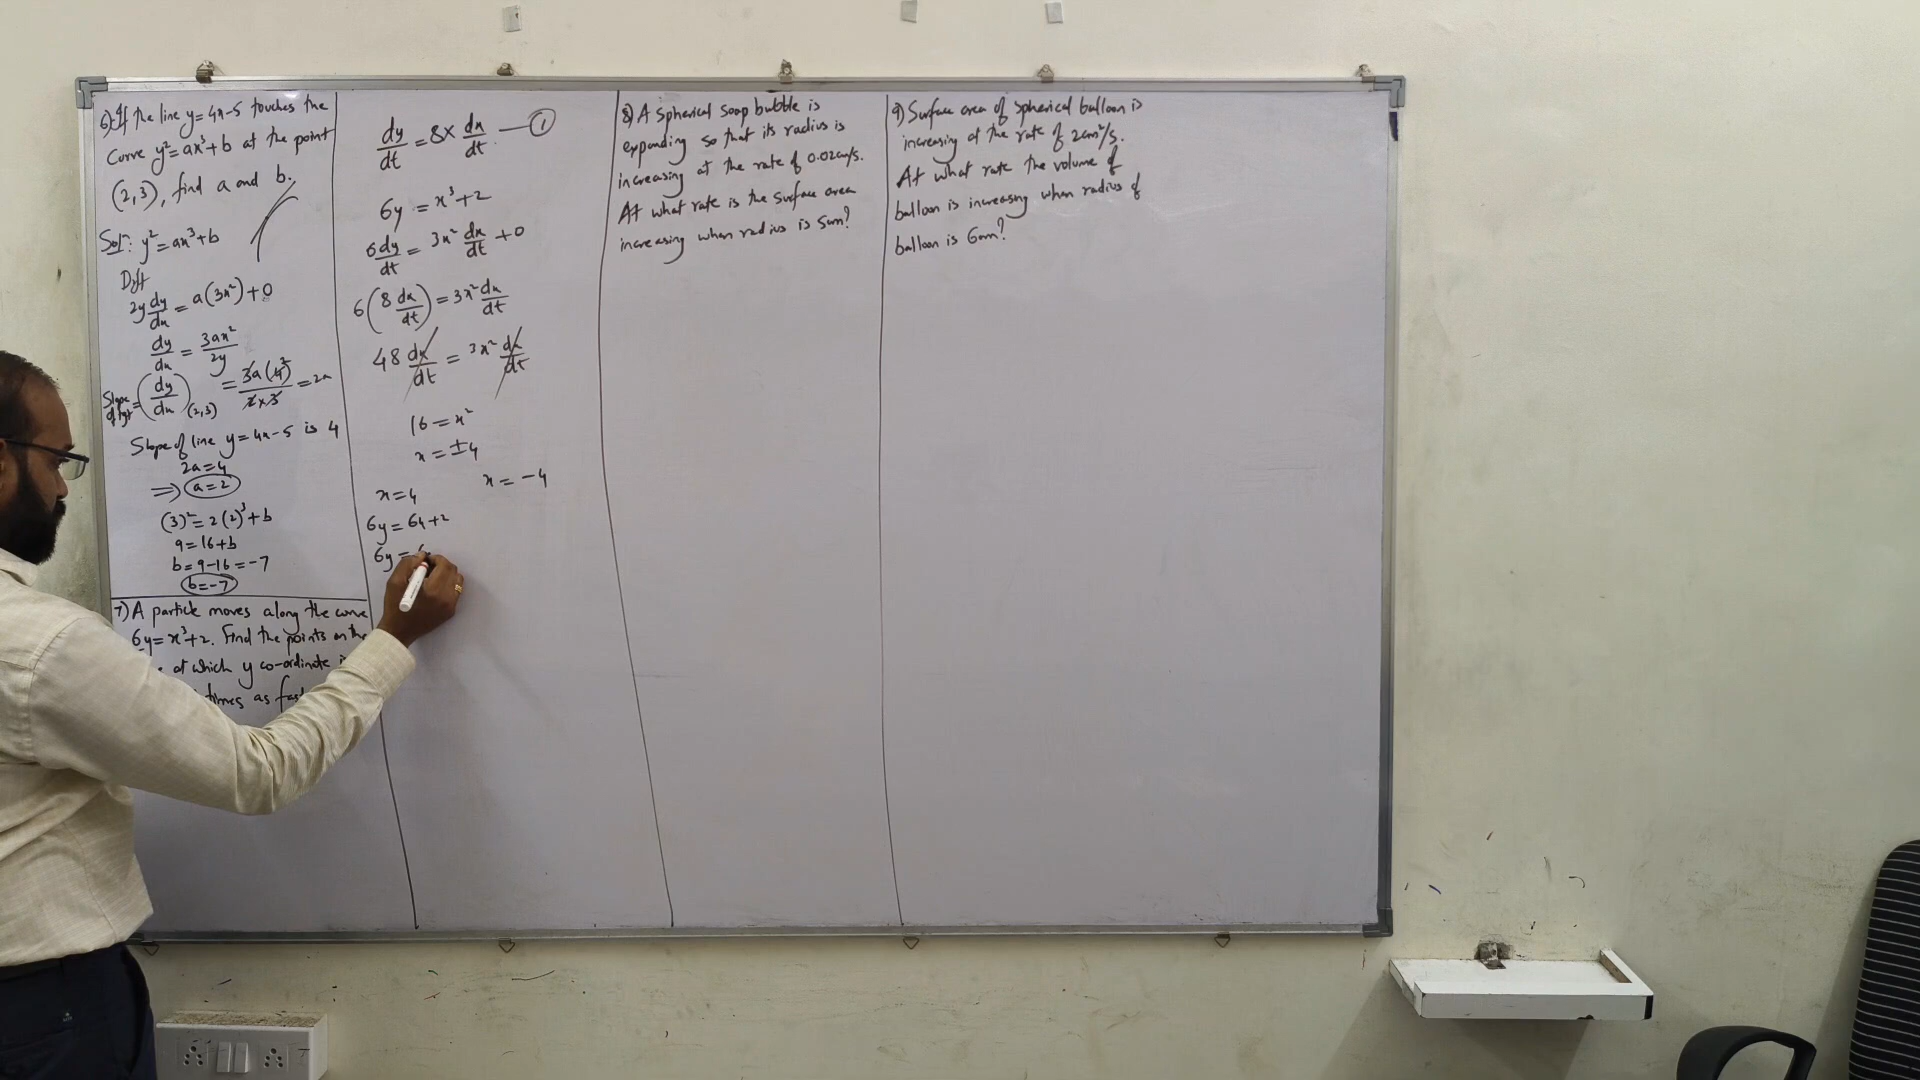 6) If the line y=4x-5 touches the
curve y²=ax³+b at the point
(2,3), find a and b.
Solⁿ: y²=ax³+b
Diff
2y dy/dx = a(3x²)+0
dy/dx = 3ax²/2y
Slope of tgt = (dy/dx)(2,3) = 3a(4)/2×3 = 2a
Slope of line y=4x-5 is 4
2a=4
⇒ a=2
(3)²=2(2)³+b
9=16+b
b=9-16=-7
b=-7
7) A particle moves along the curve
6y=x³+2. Find the points on the
at which y co-ordinate
times as
dy/dt = 8× dx/dt —①
6y = x³+2
6dy/dt = 3x² dx/dt +0
6(8 dx/dt) = 3x² dx/dt
48 dx/dt = 3x² dx/dt
16 = x²
x = ±4
x=4 x = -4
6y = 64+2
6y = 6
8) A Spherical soap bubble is
expanding so that its radius is
increasing at the rate of 0.02cm/s.
At what rate is the surface area
increasing when radius is 5cm?
9) Surface area of spherical balloon is
increasing at the rate of 2cm²/s.
At what rate the volume of
balloon is increasing when radius of
balloon is 6cm?